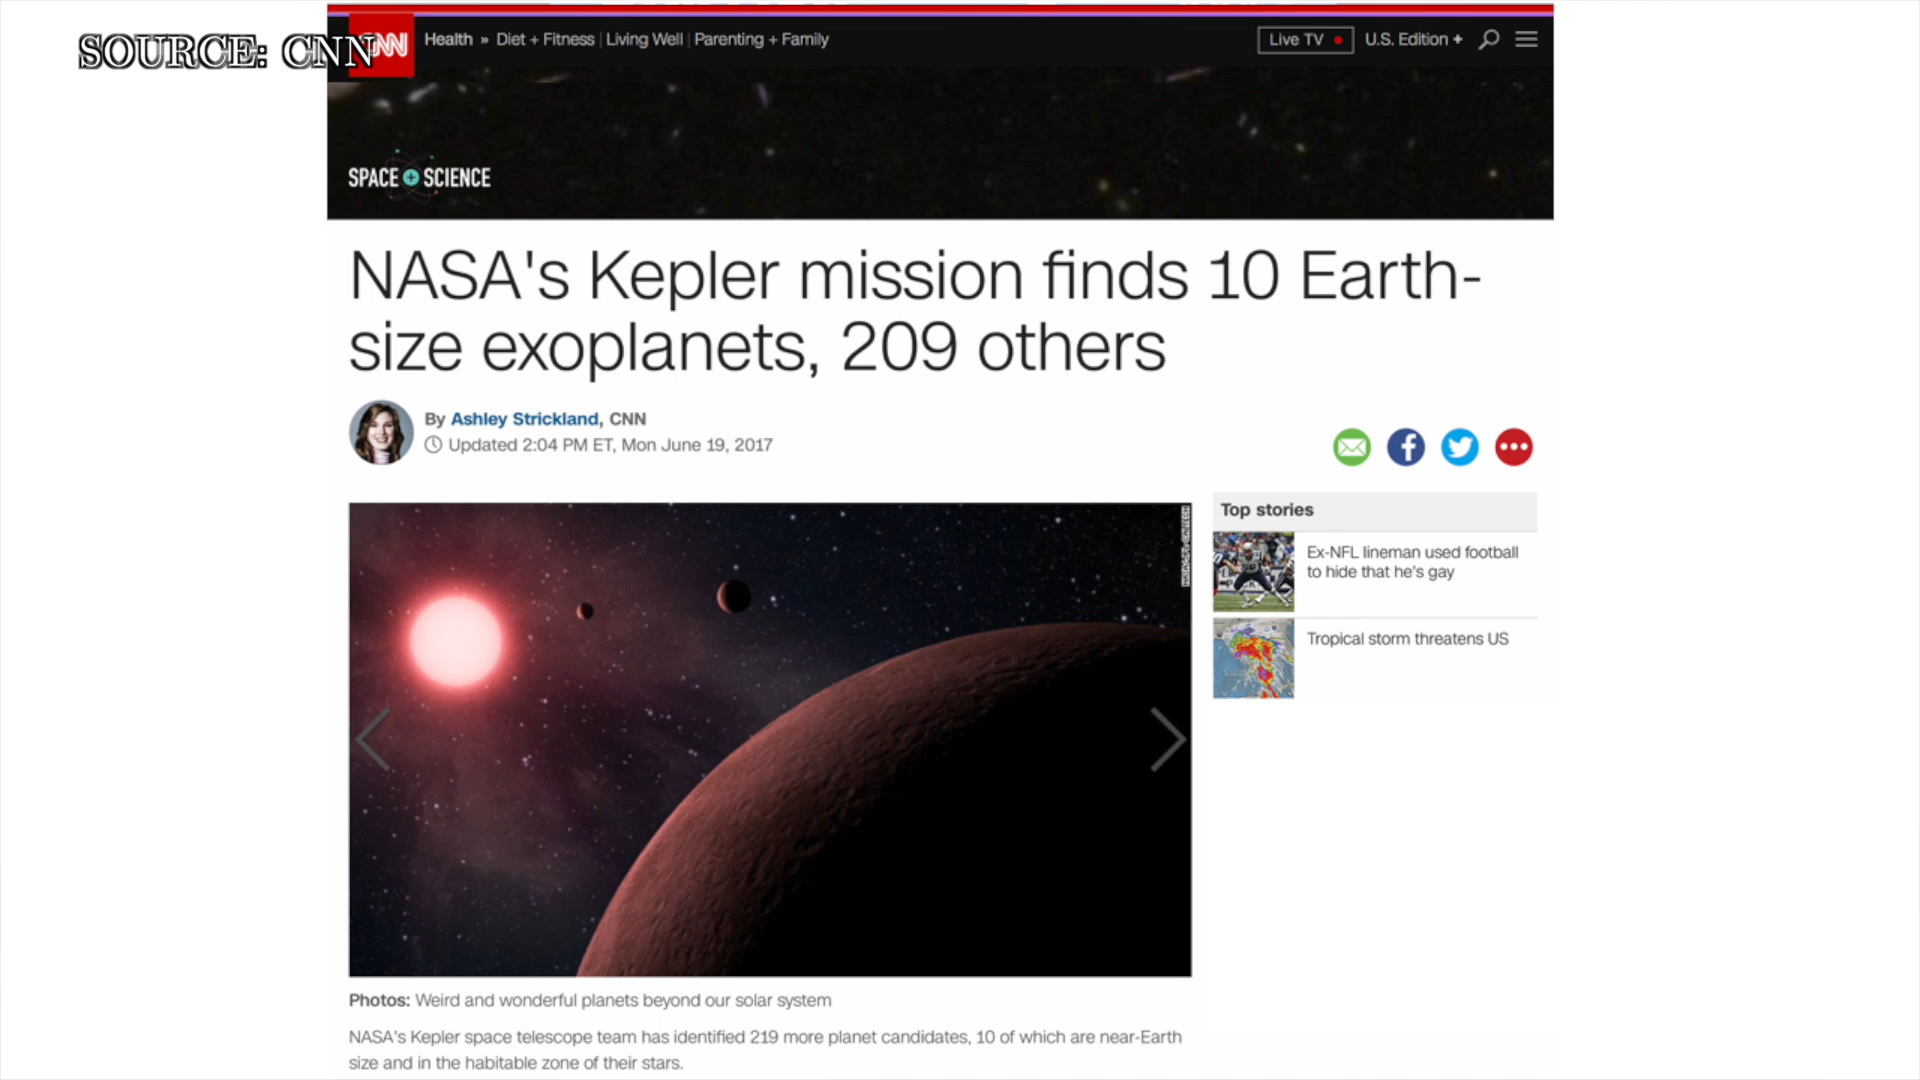 SOURCE: CNN
CNN
Health » Diet + Fitness | Living Well | Parenting + Family
Live TV
U.S. Edition +
SPACE + SCIENCE
NASA's Kepler mission finds 10 Earth-
size exoplanets, 209 others
By Ashley Strickland, CNN
Updated 2:04 PM ET, Mon June 19, 2017
Top stories
Ex-NFL lineman used football
to hide that he's gay
Tropical storm threatens US
Photos: Weird and wonderful planets beyond our solar system
NASA's Kepler space telescope team has identified 219 more planet candidates, 10 of which are near-Earth
size and in the habitable zone of their stars.